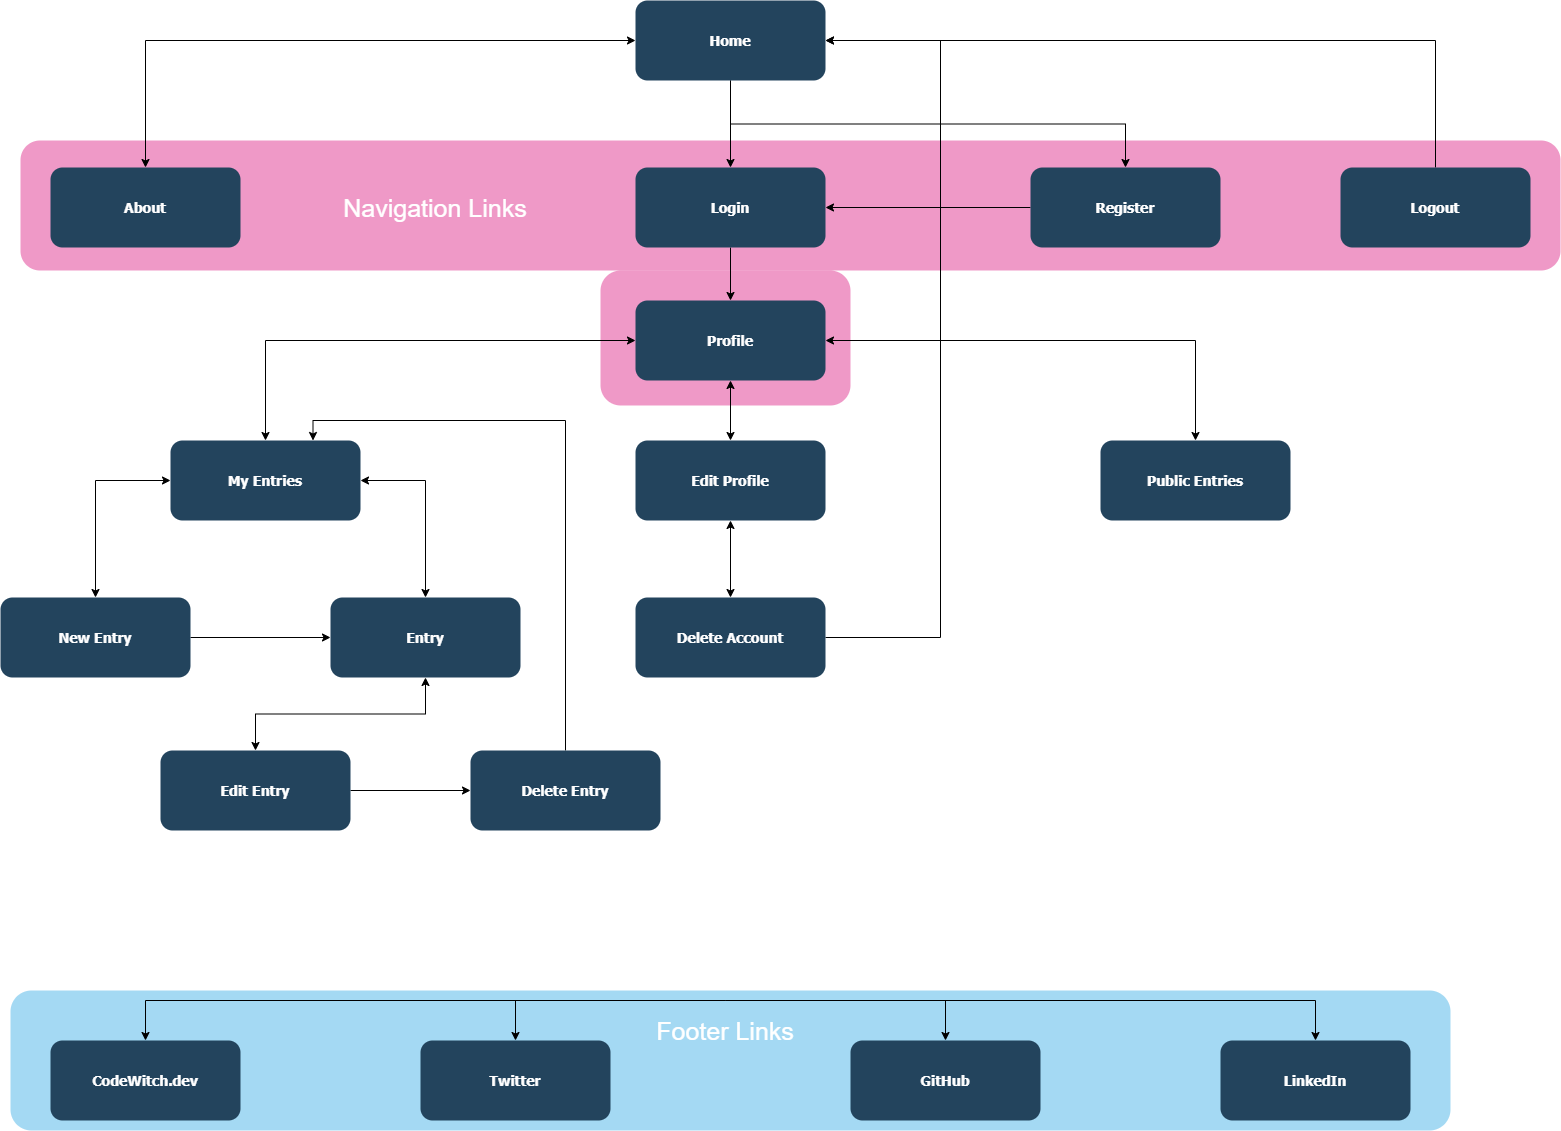 Home
About
Navigation Links
Login
Register
Logout
Profile
My Entries
Edit Profile
Public Entries
New Entry
Entry
Delete Account
Edit Entry
Delete Entry
Footer Links
CodeWitch.dev
Twitter
GitHub
LinkedIn